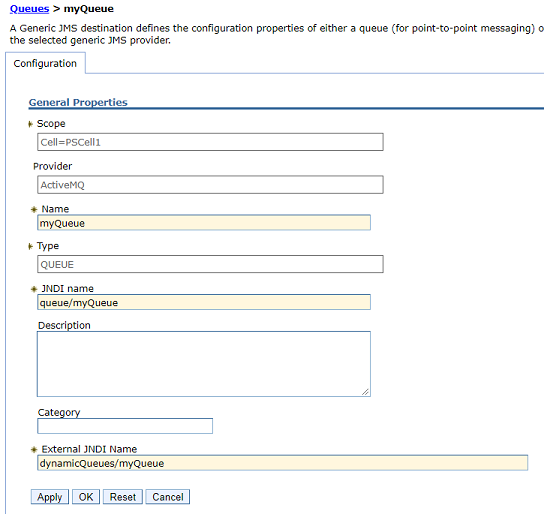 Queues > myQueue
A Generic JMS destination defines the configuration properties of either a queue (for point-to-point messaging) o
the selected generic JMS provider.
Configuration
General Properties
Scope
Cell=PSCell1
Provider
ActiveMQ
Name
myQueue
Type
QUEUE
JNDI name
queue/myQueue
Description
Category
External JNDI Name
dynamicQueues/myQueue
Apply OK Reset Cancel